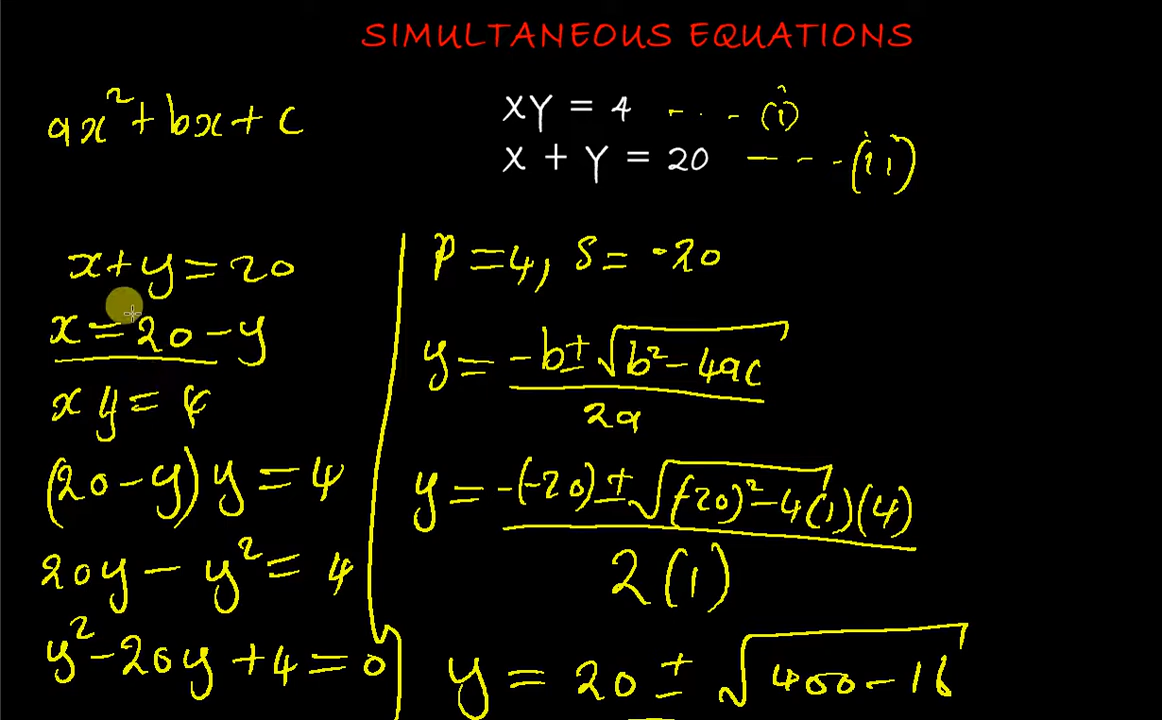 SIMULTANEOUS EQUATIONS
ax² + bx + c
XY = 4 - - - (i)
X + Y = 20 - - - (ii)
x + y = 20
x = 20 - y
xy = 4
(20 - y) y = 4
20y - y² = 4
y² - 20y + 4 = 0
P = 4, S = -20
y = -b ± √b² - 4ac / 2a
y = -(-20) ± √(-20)² - 4(1)(4) / 2(1)
y = 20 ± √400 - 16